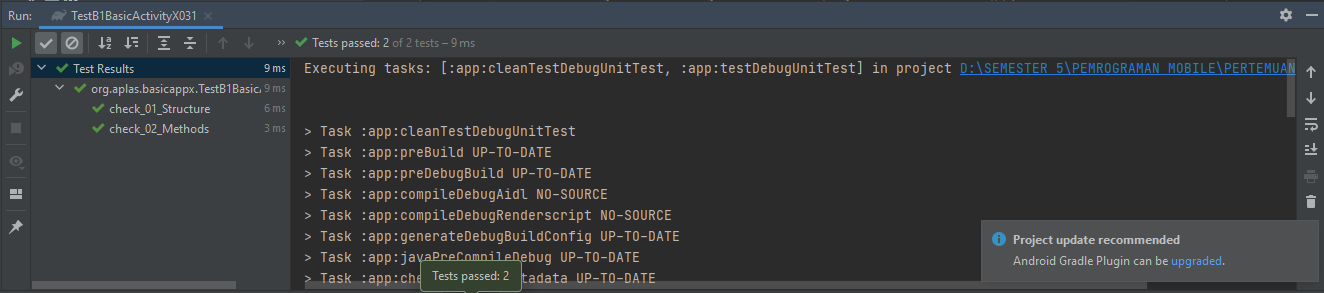 Run: TestB1BasicActivityX031
Tests passed: 2 of 2 tests – 9 ms
Test Results 9 ms
org.aplas.basicappx.TestB1Basic 9 ms
check_01_Structure 6 ms
check_02_Methods 3 ms
Executing tasks: [:app:cleanTestDebugUnitTest, :app:testDebugUnitTest] in project D:\SEMESTER 5\PEMROGRAMAN MOBILE\PERTEMUAN
> Task :app:cleanTestDebugUnitTest
> Task :app:preBuild UP-TO-DATE
> Task :app:preDebugBuild UP-TO-DATE
> Task :app:compileDebugAidl NO-SOURCE
> Task :app:compileDebugRenderscript NO-SOURCE
> Task :app:generateDebugBuildConfig UP-TO-DATE
> Task :app:javaPreCompileDebug UP-TO-DATE
> Task :app:che tadata UP-TO-DATE
Tests passed: 2
Project update recommended
Android Gradle Plugin can be upgraded.